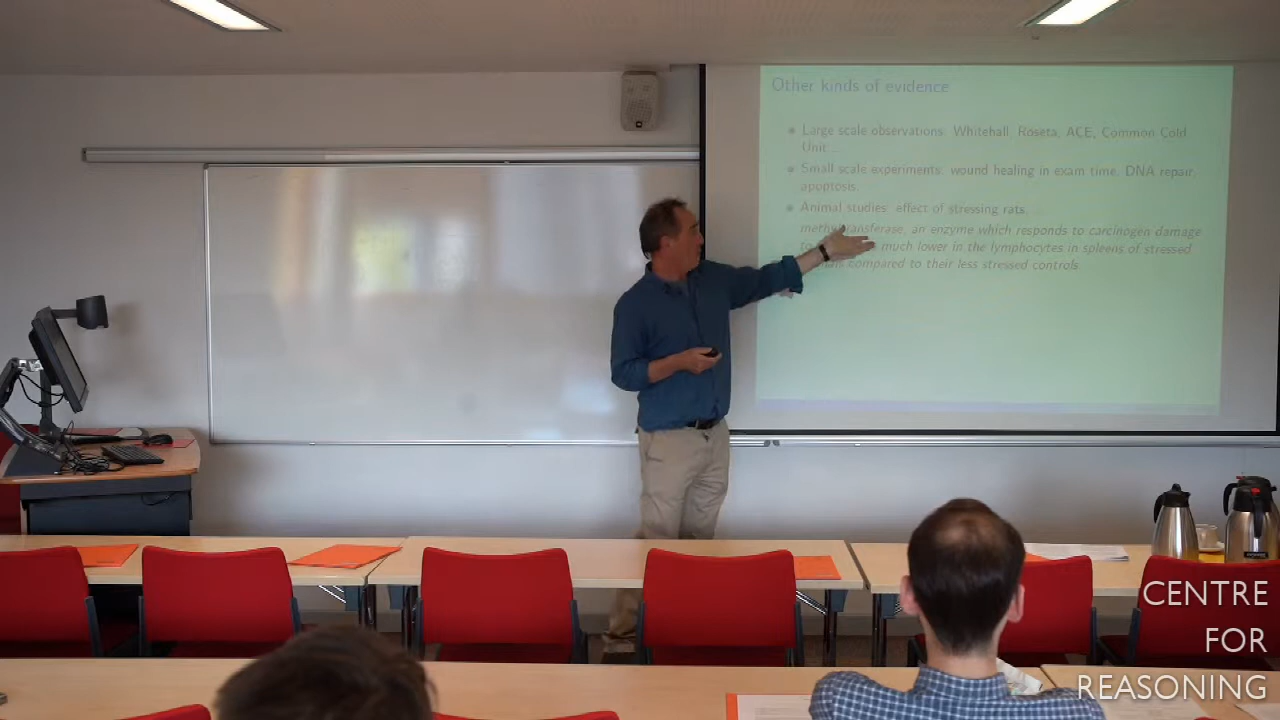 Other kinds of evidence
Large scale observations: Whitehall, Roseta, ACE, Common Cold
Unit...
Small scale experiments: wound healing in exam time, DNA repair,
apoptosis.
Animal studies: effect of stressing rats...
an enzyme which responds to carcinogen damage
much lower in the lymphocytes in spleens of stressed
compared to their less stressed controls
CENTRE
FOR
REASONING